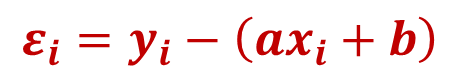 εᵢ = yᵢ − (axᵢ + b)